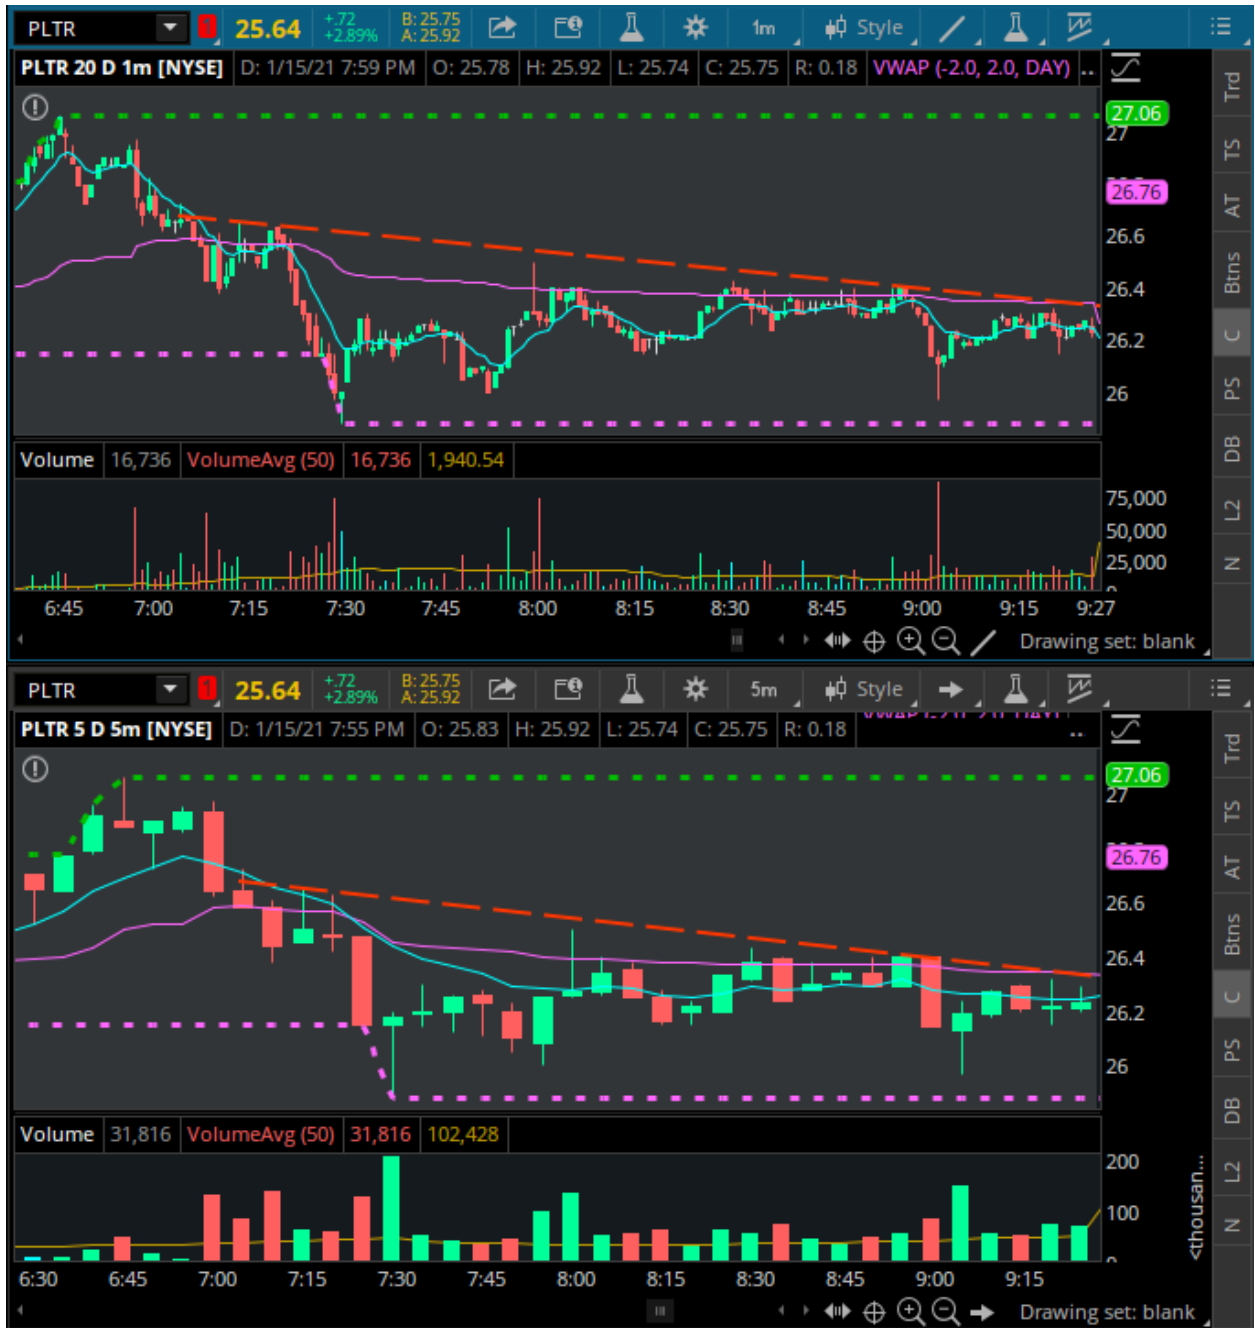 PLTR 1 25.64 +.72 +2.89% B: 25.75 A: 25.92 1m Style
PLTR 20 D 1m [NYSE] D: 1/15/21 7:59 PM O: 25.78 H: 25.92 L: 25.74 C: 25.75 R: 0.18 VWAP (-2.0, 2.0, DAY) ..
27.06
27
26.76
26.6
26.4
26.2
26
Volume 16,736 VolumeAvg (50) 16,736 1,940.54
75,000
50,000
25,000
6:45 7:00 7:15 7:30 7:45 8:00 8:15 8:30 8:45 9:00 9:15 9:27
Drawing set: blank
Trd
TS
AT
Btns
C
PS
DB
L2
N
PLTR 1 25.64 +.72 +2.89% B: 25.75 A: 25.92 5m Style
PLTR 5 D 5m [NYSE] D: 1/15/21 7:55 PM O: 25.83 H: 25.92 L: 25.74 C: 25.75 R: 0.18 ..
27.06
27
26.76
26.6
26.4
26.2
26
Volume 31,816 VolumeAvg (50) 31,816 102,428
200
100
<thousan...
6:30 6:45 7:00 7:15 7:30 7:45 8:00 8:15 8:30 8:45 9:00 9:15
Drawing set: blank
Trd
TS
AT
Btns
C
PS
DB
L2
N